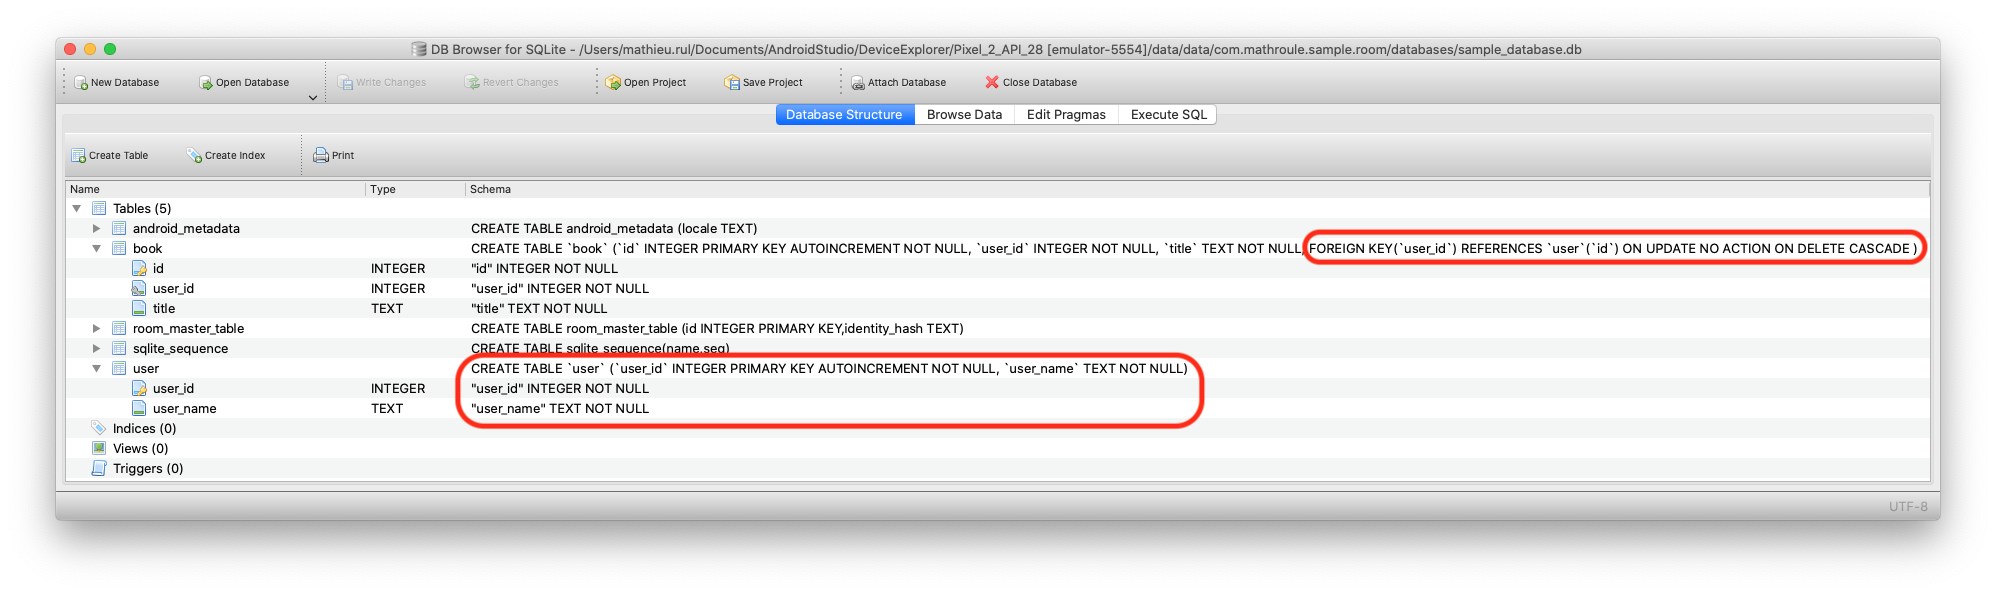 DB Browser for SQLite - /Users/mathieu.rul/Documents/AndroidStudio/DeviceExplorer/Pixel_2_API_28 [emulator-5554]/data/data/com.mathroule.sample.room/databases/sample_database.db
New Database Open Database Write Changes Revert Changes Open Project Save Project Attach Database Close Database
Database Structure Browse Data Edit Pragmas Execute SQL
Create Table Create Index Print
Name Type Schema
Tables (5)
android_metadata CREATE TABLE android_metadata (locale TEXT)
book CREATE TABLE `book` (`id` INTEGER PRIMARY KEY AUTOINCREMENT NOT NULL, `user_id` INTEGER NOT NULL, `title` TEXT NOT NULL, FOREIGN KEY(`user_id`) REFERENCES `user`(`id`) ON UPDATE NO ACTION ON DELETE CASCADE )
id INTEGER "id" INTEGER NOT NULL
user_id INTEGER "user_id" INTEGER NOT NULL
title TEXT "title" TEXT NOT NULL
room_master_table CREATE TABLE room_master_table (id INTEGER PRIMARY KEY,identity_hash TEXT)
sqlite_sequence CREATE TABLE sqlite_sequence(name,seq)
user CREATE TABLE `user` (`user_id` INTEGER PRIMARY KEY AUTOINCREMENT NOT NULL, `user_name` TEXT NOT NULL)
user_id INTEGER "user_id" INTEGER NOT NULL
user_name TEXT "user_name" TEXT NOT NULL
Indices (0)
Views (0)
Triggers (0)
UTF-8